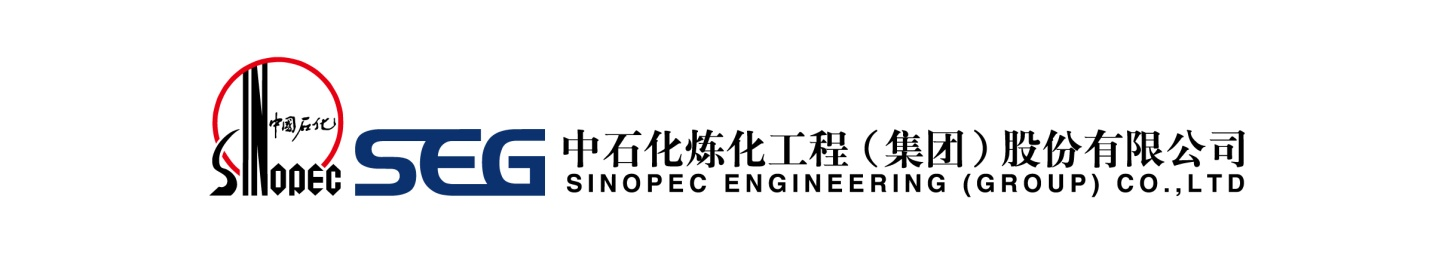 中国石化
SINOPEC
SEG
中石化炼化工程（集团）股份有限公司
SINOPEC ENGINEERING (GROUP) CO.,LTD